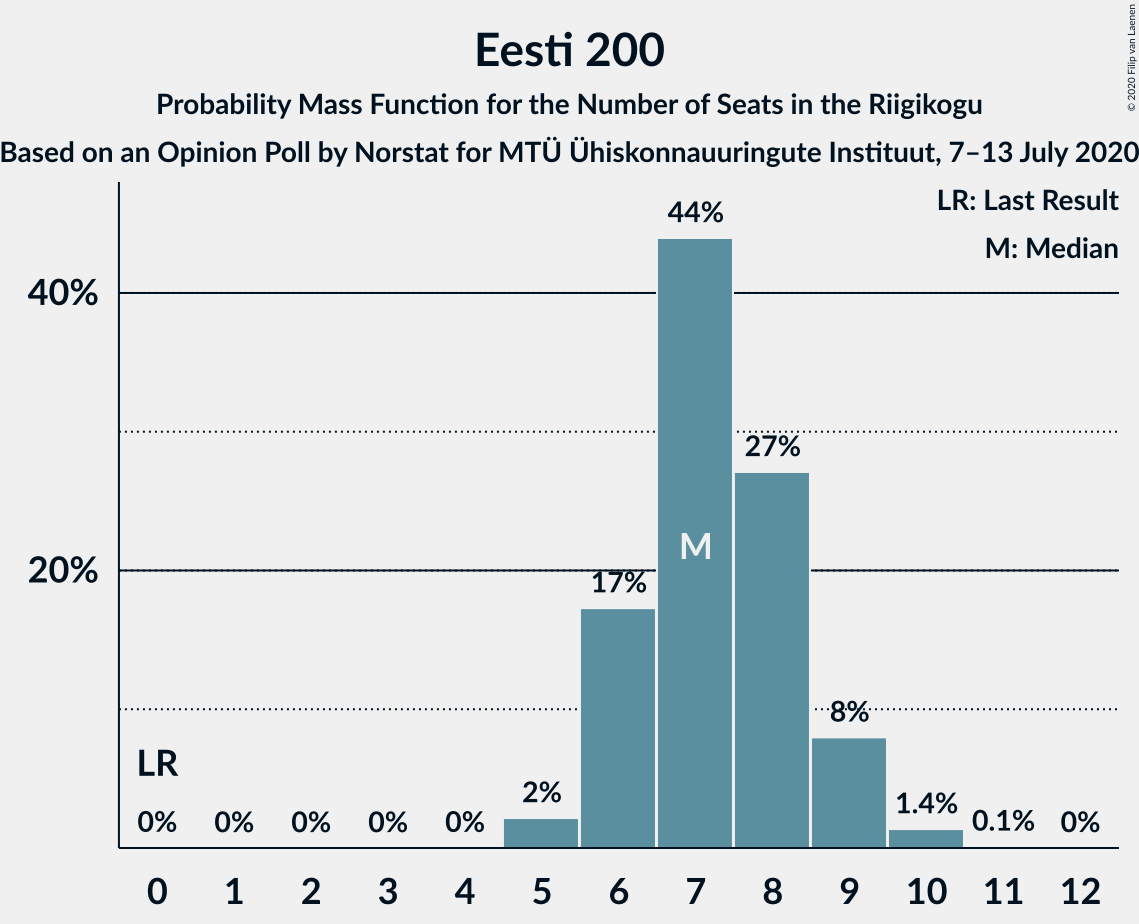 © 2020 Filip van Laenen
Eesti 200
Probability Mass Function for the Number of Seats in the Riigikogu
Based on an Opinion Poll by Norstat for MTÜ Ühiskonnauuringute Instituut, 7–13 July 2020
LR: Last Result
M: Median
44%
40%
27%
M
20%
17%
8%
LR
2%
1.4%
0% 0% 0% 0% 0% 0.1% 0%
0 1 2 3 4 5 6 7 8 9 10 11 12